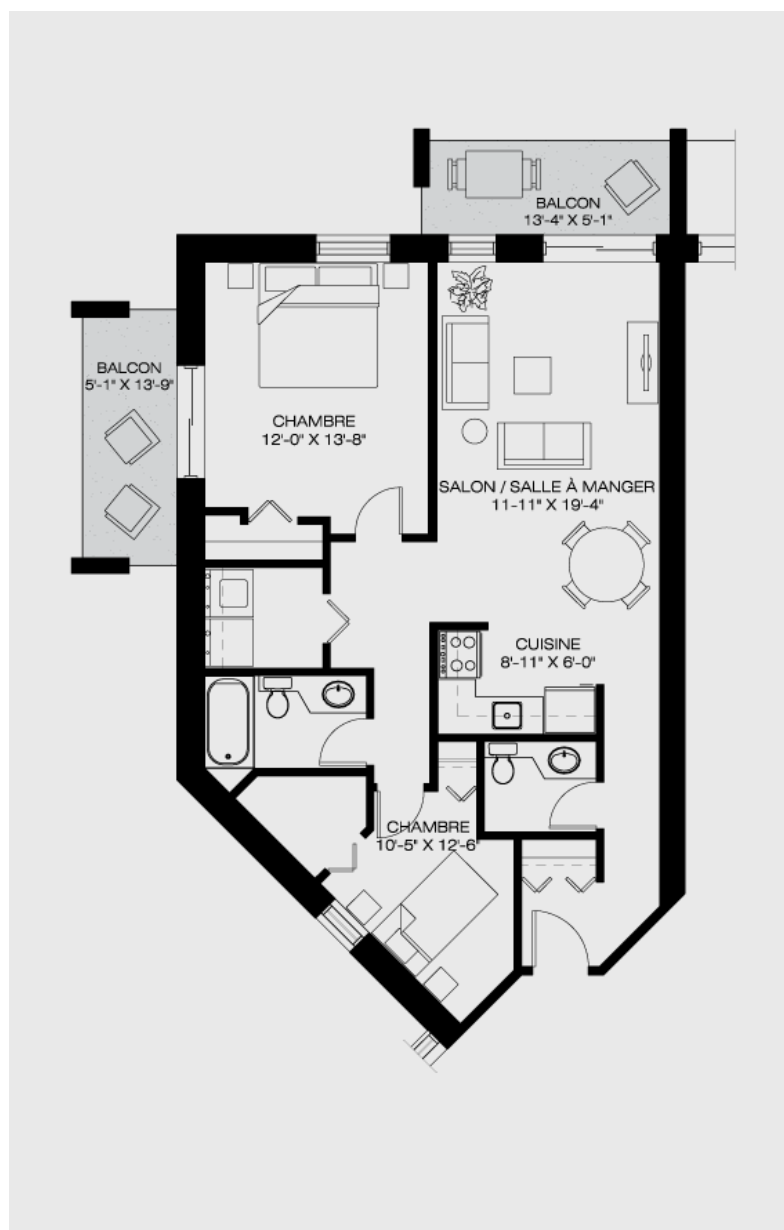 BALCON
13'-4" X 5'-1"
BALCON
5'-1" X 13'-9"
CHAMBRE
12'-0" X 13'-8"
SALON / SALLE À MANGER
11-11" X 19'-4"
CUISINE
8'-11" X 6'-0"
CHAMBRE
10'-5" X 12'-6"